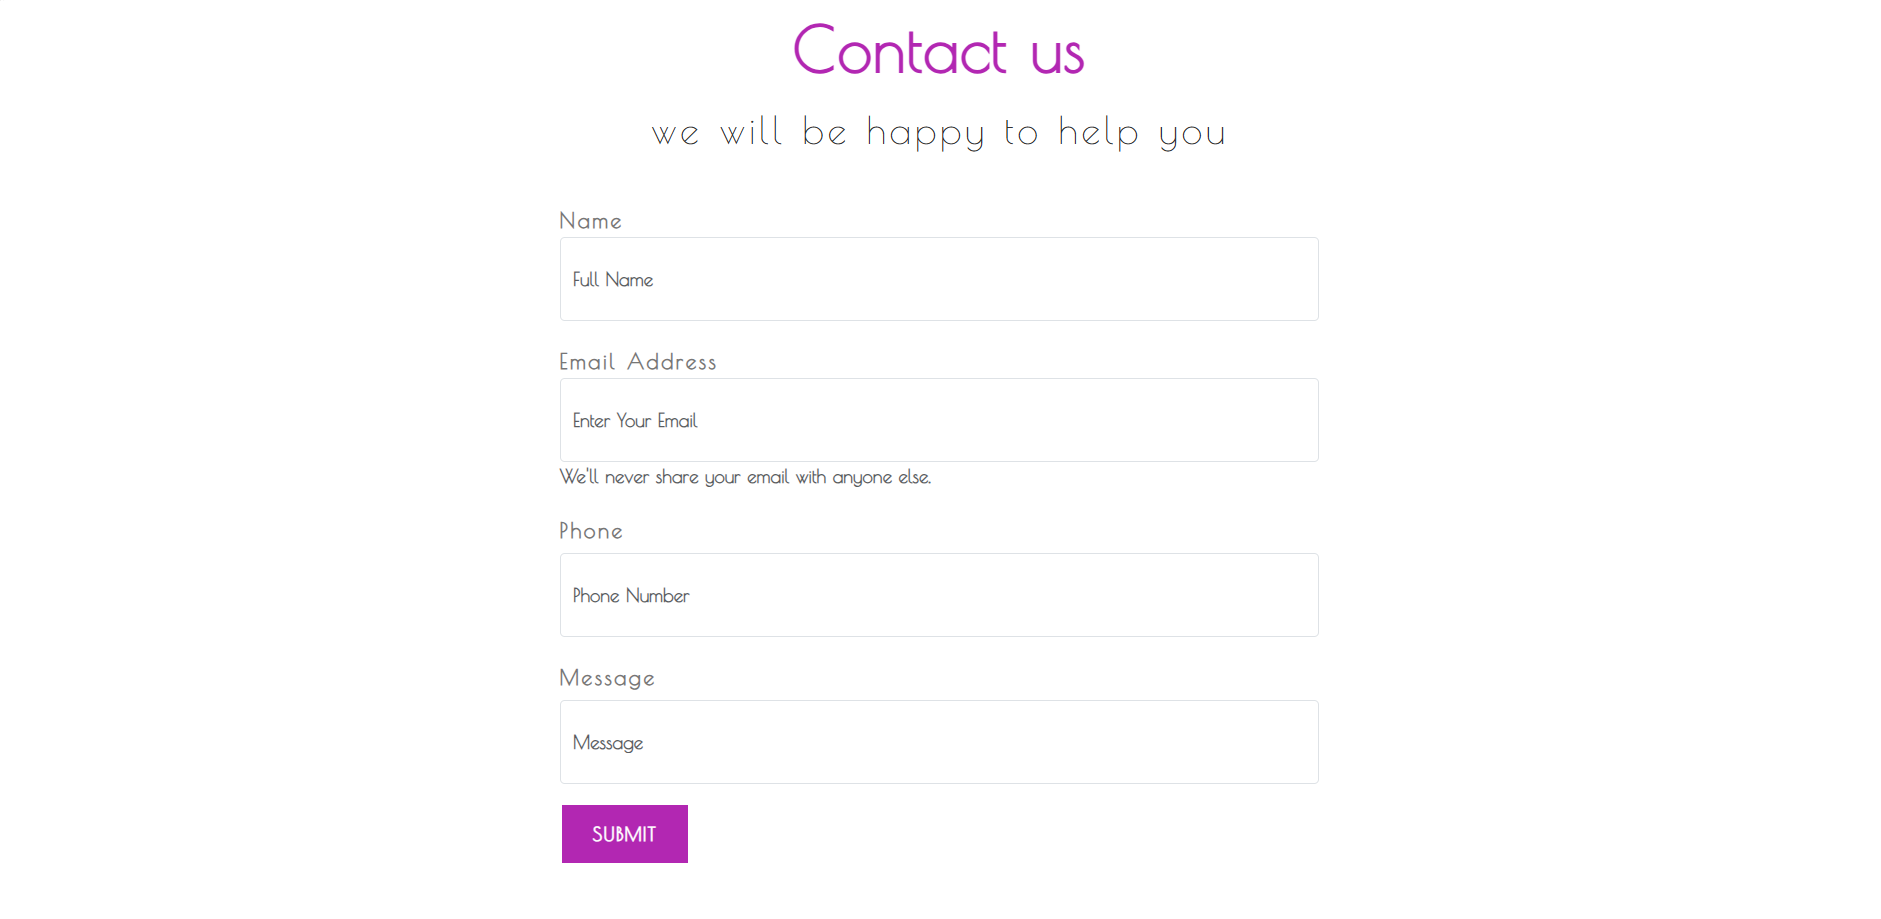 Contact us
we will be happy to help you
Name
Full Name
Email Address
Enter Your Email
We'll never share your email with anyone else.
Phone
Phone Number
Message
Message
SUBMIT